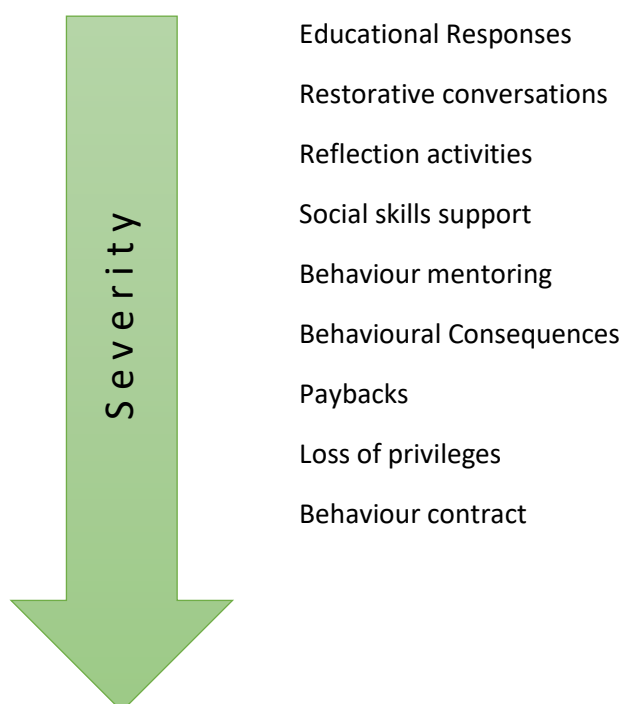 Severity
Educational Responses
Restorative conversations
Reflection activities
Social skills support
Behaviour mentoring
Behavioural Consequences
Paybacks
Loss of privileges
Behaviour contract